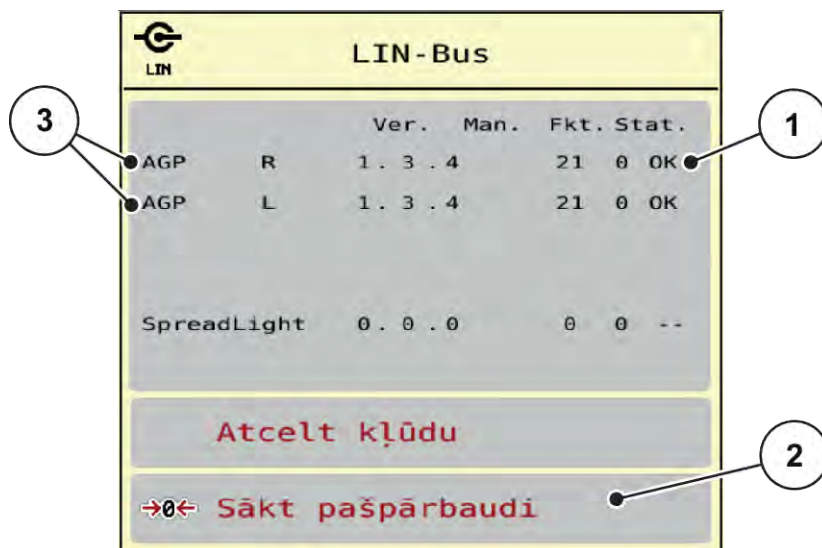 LIN
LIN-Bus
Ver. Man. Fkt. Stat.
AGP R 1.3.4 21 0 OK
AGP L 1.3.4 21 0 OK
SpreadLight 0.0.0 0 0 --
Atcelt kļūdu
→0← Sākt pašpārbaudi
3
1
2